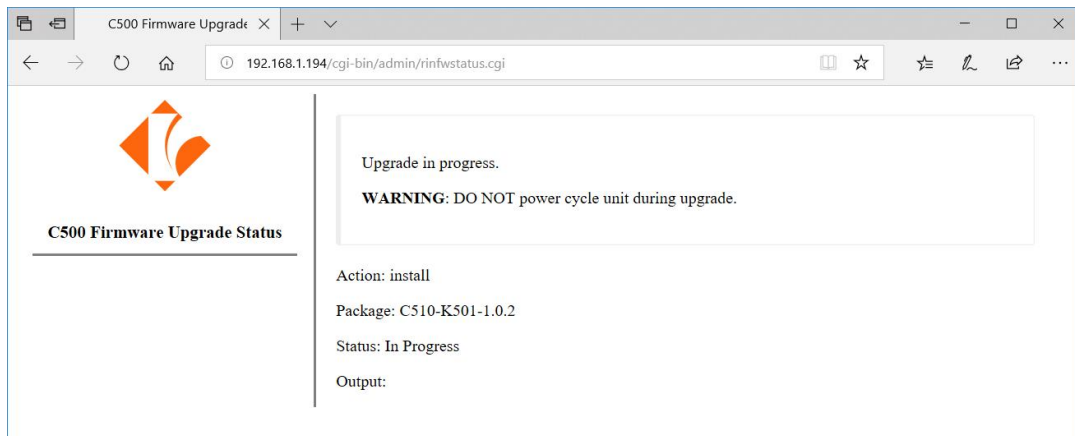 C500 Firmware Upgrade
192.168.1.194/cgi-bin/admin/rinfwstatus.cgi
C500 Firmware Upgrade Status
Upgrade in progress.
WARNING: DO NOT power cycle unit during upgrade.
Action: install
Package: C510-K501-1.0.2
Status: In Progress
Output: